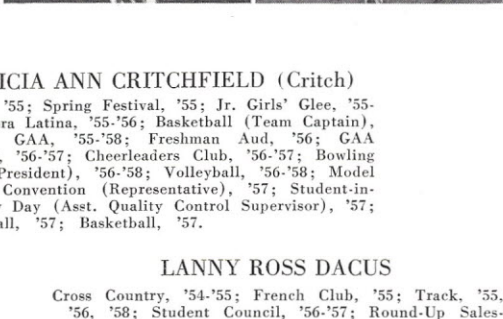 ICIA ANN CRITCHFIELD (Critch)
'55; Spring Festival, '55; Jr. Girls' Glee, '55-
ra Latina, '55-'56; Basketball (Team Captain),
GAA, '55-'58; Freshman Aud, '56; GAA
, '56-'57; Cheerleaders Club, '56-'57; Bowling
President), '56-'58; Volleyball, '56-'58; Model
Convention (Representative), '57; Student-in-
y Day (Asst. Quality Control Supervisor), '57;
all, '57; Basketball, '57.
LANNY ROSS DACUS
Cross Country, '54-'55; French Club, '55; Track, '55,
'56, '58; Student Council, '56-'57; Round-Up Sales-